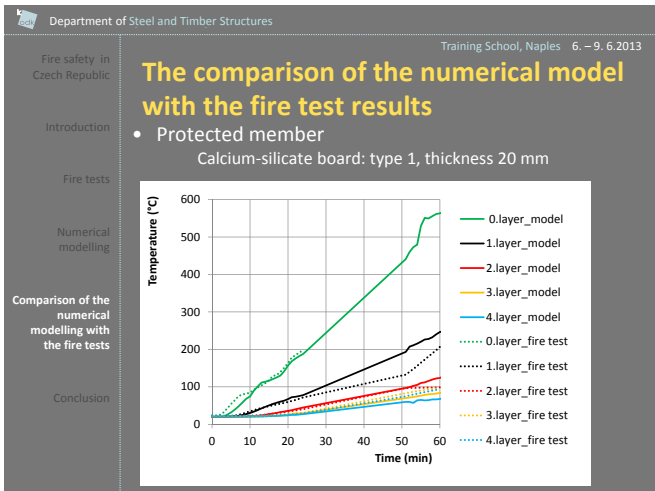 Department of Steel and Timber Structures
Training School, Naples 6. – 9. 6.2013
Fire safety in
Czech Republic
Introduction
Fire tests
Numerical
modelling
Comparison of the
numerical
modelling with
the fire tests
Conclusion
The comparison of the numerical model
with the fire test results
• Protected member
Calcium-silicate board: type 1, thickness 20 mm
Temperature (°C)
600
500
400
300
200
100
0
0 10 20 30 40 50 60
Time (min)
0.layer_model
1.layer_model
2.layer_model
3.layer_model
4.layer_model
0.layer_fire test
1.layer_fire test
2.layer_fire test
3.layer_fire test
4.layer_fire test